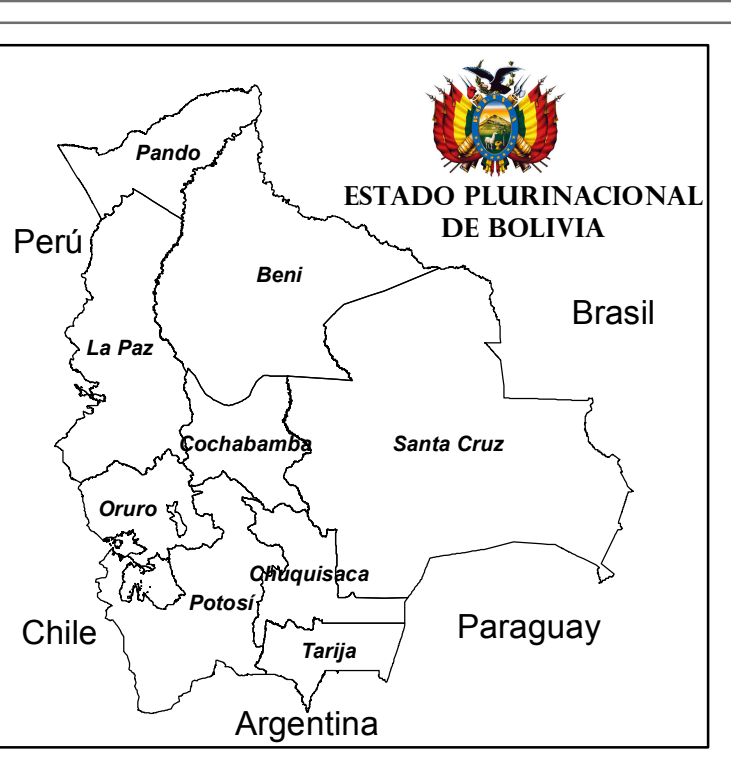 ESTADO PLURINACIONAL
DE BOLIVIA
Pando
Perú
Beni
Brasil
La Paz
Cochabamba
Santa Cruz
Oruro
Chuquisaca
Potosí
Chile
Paraguay
Tarija
Argentina